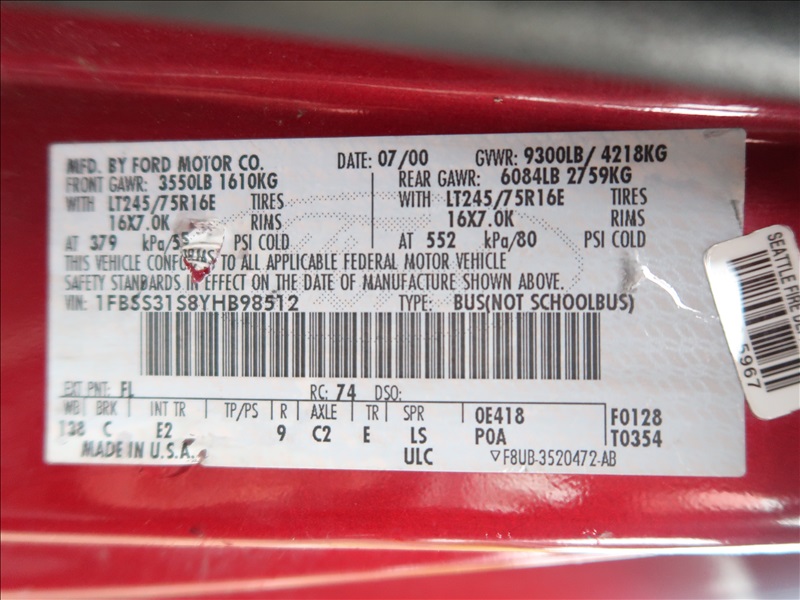 MFD. BY FORD MOTOR CO. DATE: 07/00 GVWR: 9300LB/ 4218KG
FRONT GAWR: 3550LB 1610KG REAR GAWR: 6084LB 2759KG
WITH LT245/75R16E TIRES WITH LT245/75R16E TIRES
16X7.0K RIMS 16X7.0K RIMS
AT 379 kPa/55 PSI COLD AT 552 kPa/80 PSI COLD
THIS VEHICLE TO ALL APPLICABLE FEDERAL MOTOR VEHICLE
SAFETY STANDARDS IN EFFECT ON THE DATE OF MANUFACTURE SHOWN ABOVE.
VIN: 1FBSS31S8YHB98512 TYPE: BUS(NOT SCHOOLBUS)
EXT PNT: FL RC: 74 DSO:
WB BRK INT TR TP/PS R AXLE TR SPR 0E418 F0128
138 C E2 9 C2 E LS POA T0354
MADE IN U.S.A. ULC F8UB-3520472-AB
SEATTLE FIRE
5967